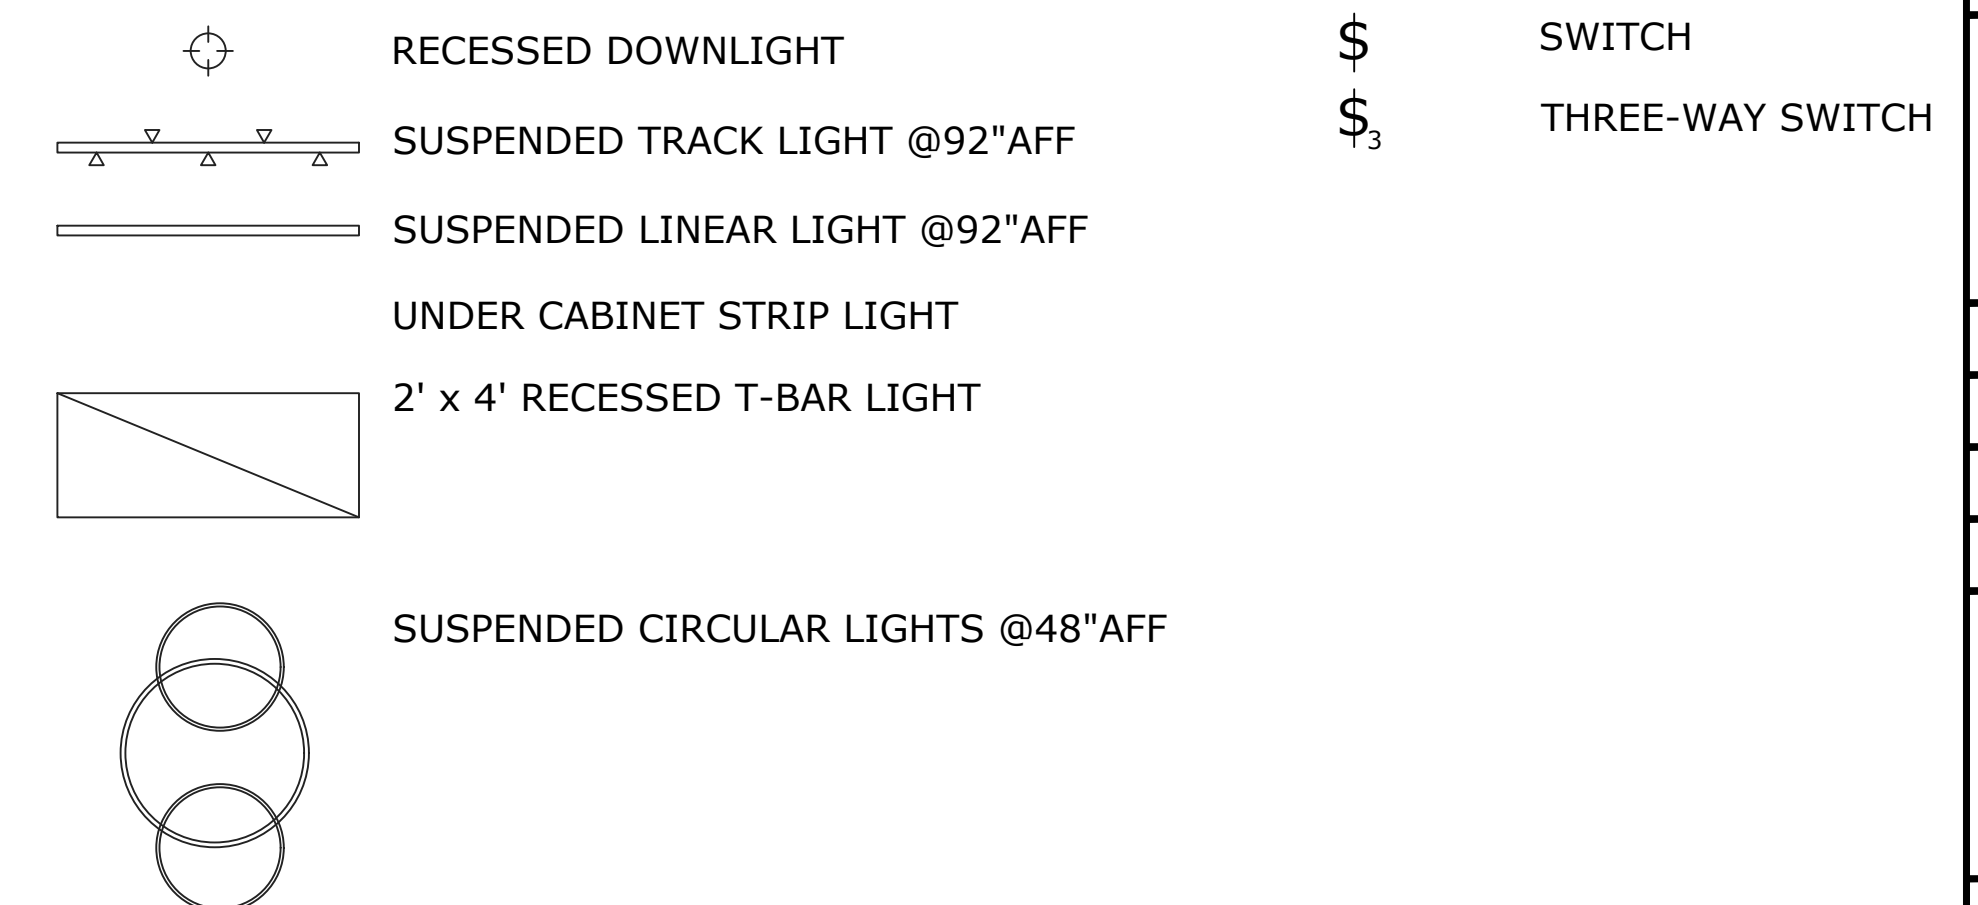 RECESSED DOWNLIGHT
SUSPENDED TRACK LIGHT @92"AFF
SUSPENDED LINEAR LIGHT @92"AFF
UNDER CABINET STRIP LIGHT
2' x 4' RECESSED T-BAR LIGHT
SUSPENDED CIRCULAR LIGHTS @48"AFF
$ SWITCH
$3 THREE-WAY SWITCH